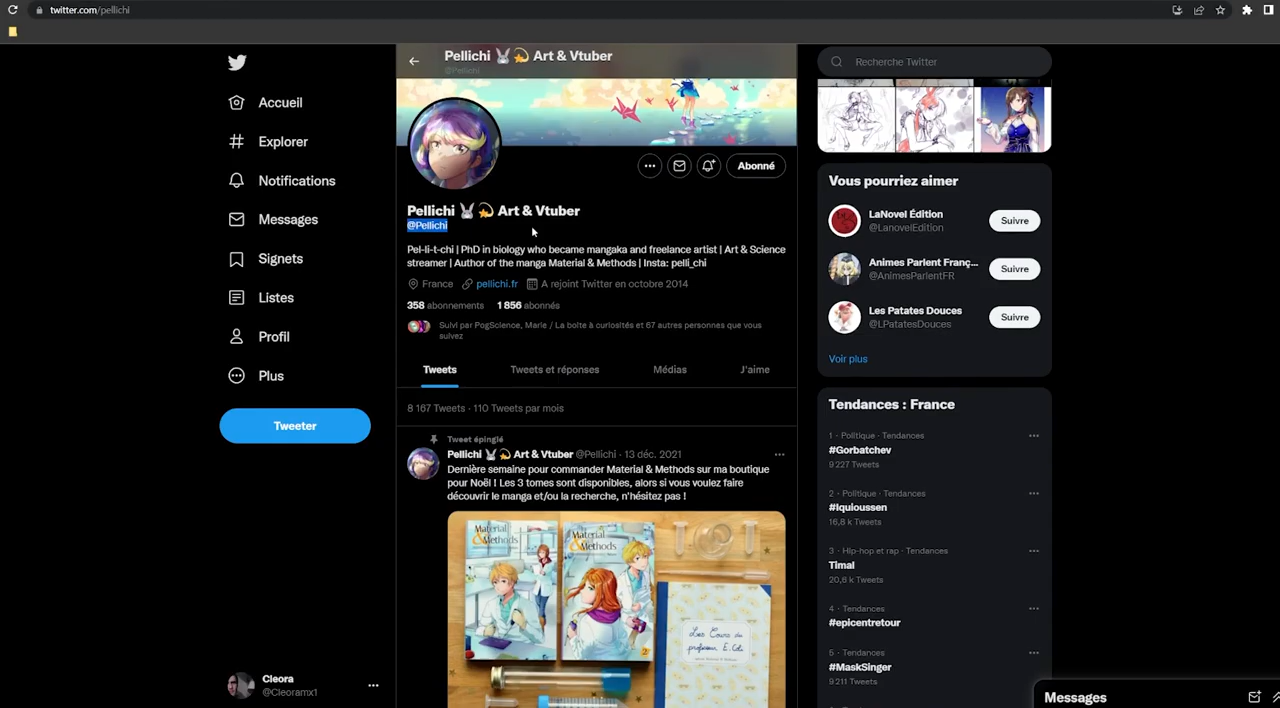 twitter.com/pellichi
Pellichi 🐰💫 Art & Vtuber
@Pellichi
Accueil
Explorer
Notifications
Messages
Signets
Listes
Profil
Plus
Tweeter
Cleora
@Cleoramx1
Abonné
Pellichi 🐰💫 Art & Vtuber
@Pellichi
Pel-li-t-chi | PhD in biology who became mangaka and freelance artist | Art & Science
streamer | Author of the manga Material & Methods | Insta: pelli_chi
France pellichi.fr A rejoint Twitter en octobre 2014
358 abonnements 1 856 abonnés
Suivi par PogScience, Marie / La boite à curiosités et 67 autres personnes que vous
suivez
Tweets Tweets et réponses Médias J'aime
8 167 Tweets · 110 Tweets par mois
Tweet épinglé
Pellichi 🐰💫 Art & Vtuber @Pellichi · 13 déc. 2021
Dernière semaine pour commander Material & Methods sur ma boutique
pour Noël ! Les 3 tomes sont disponibles, alors si vous voulez faire
découvrir le manga et/ou la recherche, n'hésitez pas !
Material
& Methods
Material
& Methods
2
Les Cours du
professeur E.Coli
Recherche Twitter
Vous pourriez aimer
LaNovel Édition
@LanovelEdition
Suivre
Animes Parlent Franç...
@AnimesParlentFR
Suivre
Les Patates Douces
@LPatatesDouces
Suivre
Voir plus
Tendances : France
1 · Politique · Tendances
#Gorbatchev
9 227 Tweets
2 · Politique · Tendances
#Iquioussen
16,8 k Tweets
3 · Hip-hop et rap · Tendances
Timal
20,6 k Tweets
4 · Tendances
#epicentretour
5 · Tendances
#MaskSinger
9 211 Tweets
Messages